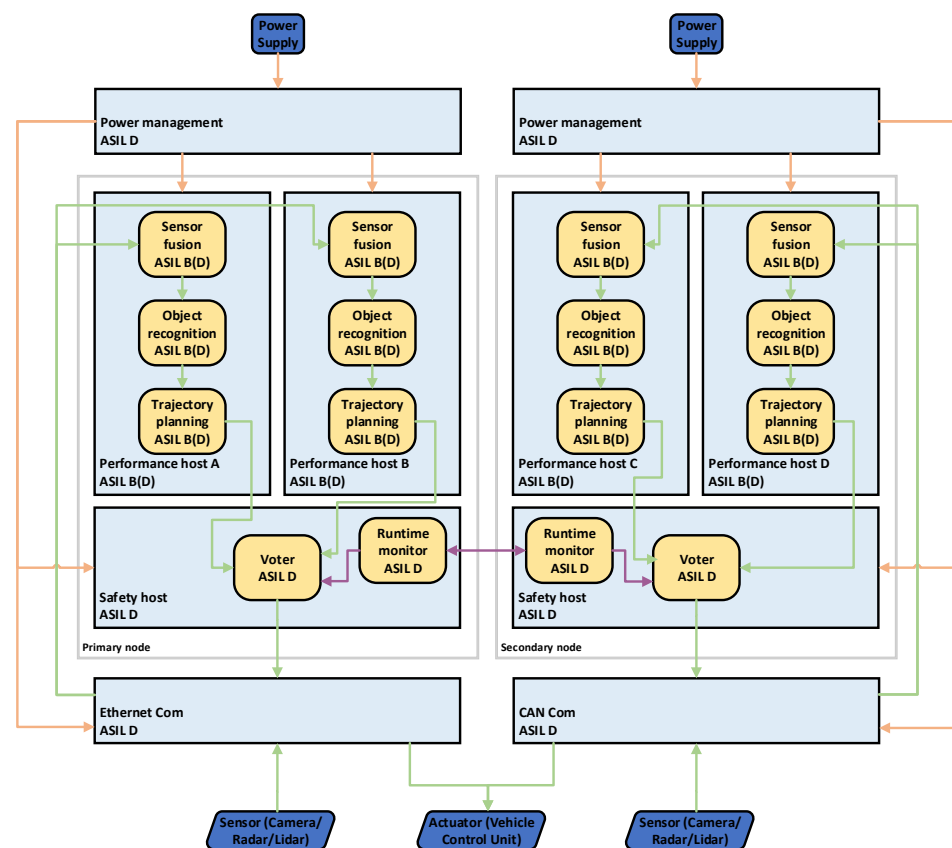 Power
Supply
Power
Supply
Power management
ASIL D
Power management
ASIL D
Sensor
fusion
ASIL B(D)
Sensor
fusion
ASIL B(D)
Sensor
fusion
ASIL B(D)
Sensor
fusion
ASIL B(D)
Object
recognition
ASIL B(D)
Object
recognition
ASIL B(D)
Object
recognition
ASIL B(D)
Object
recognition
ASIL B(D)
Trajectory
planning
ASIL B(D)
Trajectory
planning
ASIL B(D)
Trajectory
planning
ASIL B(D)
Trajectory
planning
ASIL B(D)
Performance host A
ASIL B(D)
Performance host B
ASIL B(D)
Performance host C
ASIL B(D)
Performance host D
ASIL B(D)
Voter
ASIL D
Runtime
monitor
ASIL D
Runtime
monitor
ASIL D
Voter
ASIL D
Safety host
ASIL D
Safety host
ASIL D
Primary node
Secondary node
Ethernet Com
ASIL D
CAN Com
ASIL D
Sensor (Camera/
Radar/Lidar)
Actuator (Vehicle
Control Unit)
Sensor (Camera/
Radar/Lidar)